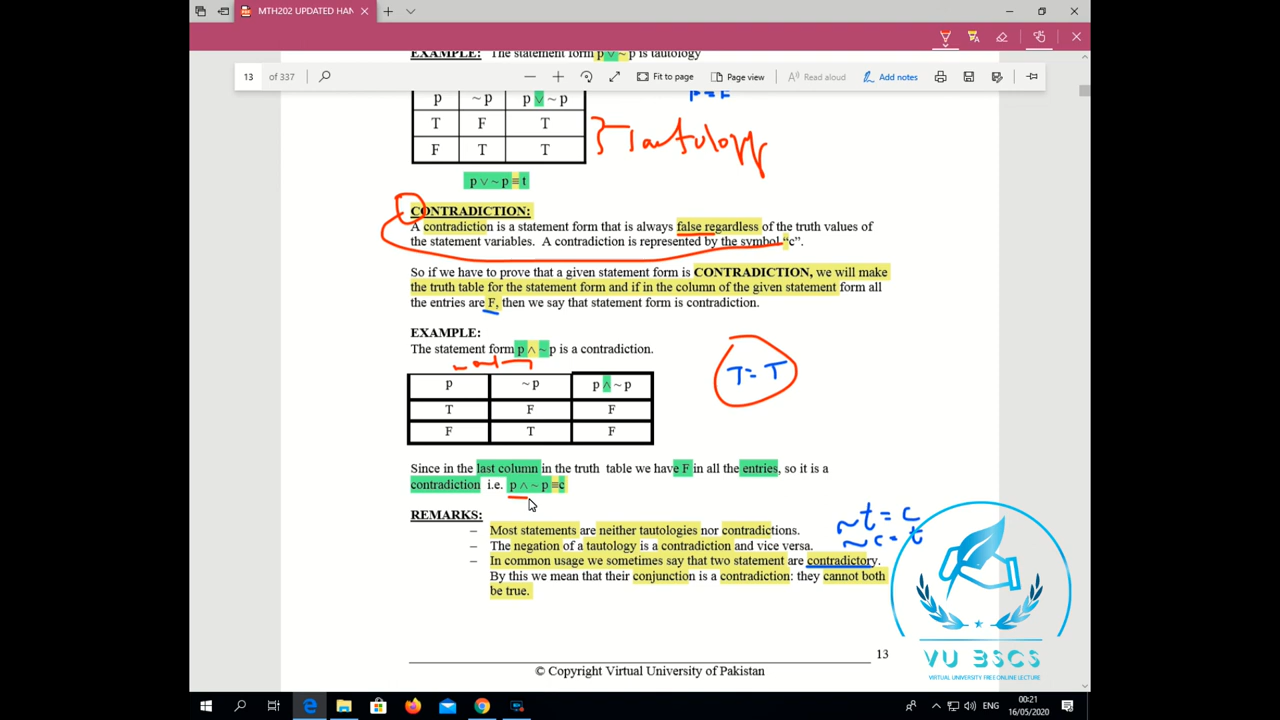 MTH202 UPDATED HAN
13 of 337
Fit to page
Page view
Read aloud
Add notes
EXAMPLE: The statement form p ∨ ~ p is tautology
p ~ p p ∨ ~ p
T F T
F T T
Tautology
p ∨ ~ p ≡ t
CONTRADICTION:
A contradiction is a statement form that is always false regardless of the truth values of
the statement variables. A contradiction is represented by the symbol “c”.
So if we have to prove that a given statement form is CONTRADICTION, we will make
the truth table for the statement form and if in the column of the given statement form all
the entries are F, then we say that statement form is contradiction.
EXAMPLE:
The statement form p ∧ ~ p is a contradiction.
p ~ p p ∧ ~ p
T F F
F T F
T = T
Since in the last column in the truth table we have F in all the entries, so it is a
contradiction i.e. p ∧ ~ p ≡ c
REMARKS:
– Most statements are neither tautologies nor contradictions.
– The negation of a tautology is a contradiction and vice versa.
– In common usage we sometimes say that two statement are contradictory.
By this we mean that their conjunction is a contradiction: they cannot both
be true.
~t = c
~c = t
VU BSCS
VIRTUAL UNIVERSITY FREE ONLINE LECTURE
13
© Copyright Virtual University of Pakistan
ENG
00:21
16/05/2020